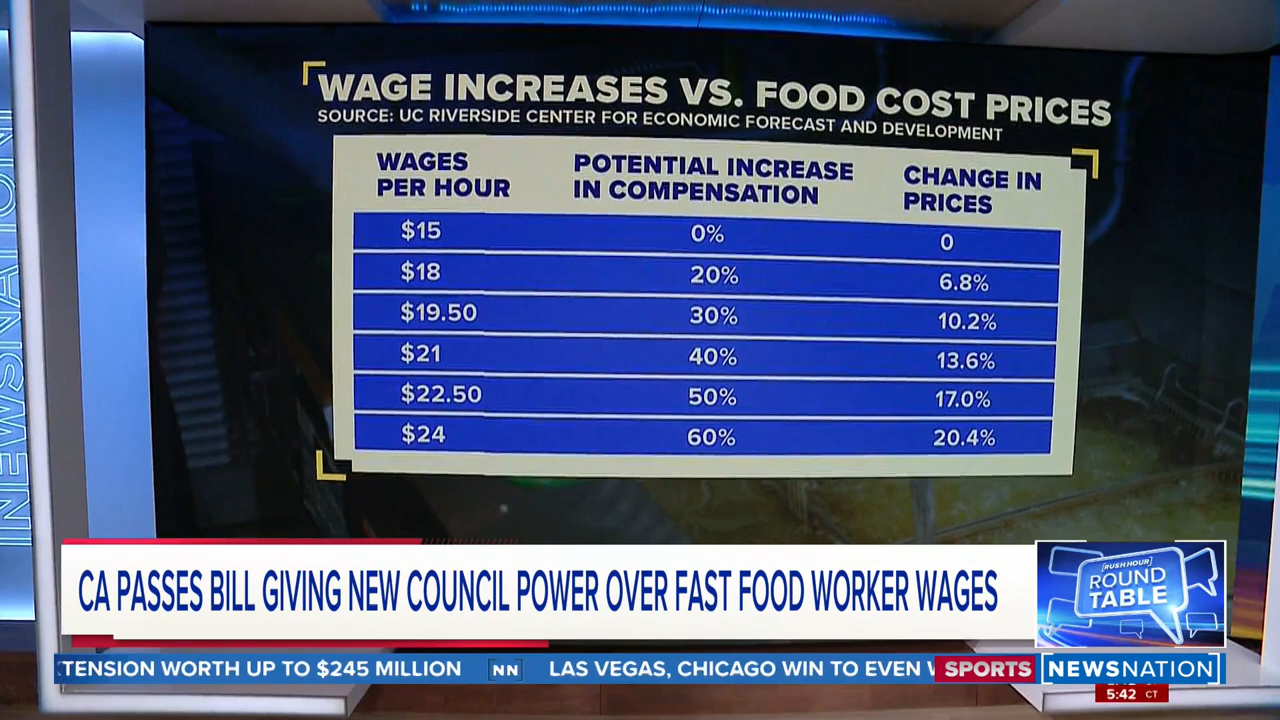 WAGE INCREASES VS. FOOD COST PRICES
SOURCE: UC RIVERSIDE CENTER FOR ECONOMIC FORECAST AND DEVELOPMENT
WAGES PER HOUR POTENTIAL INCREASE IN COMPENSATION CHANGE IN PRICES
$15 0% 0
$18 20% 6.8%
$19.50 30% 10.2%
$21 40% 13.6%
$22.50 50% 17.0%
$24 60% 20.4%
NEWSNATION
CA PASSES BILL GIVING NEW COUNCIL POWER OVER FAST FOOD WORKER WAGES
[RUSH HOUR]
ROUND
TABLE
TENSION WORTH UP TO $245 MILLION NN LAS VEGAS, CHICAGO WIN TO EVEN SPORTS NEWSNATION
5:42 CT